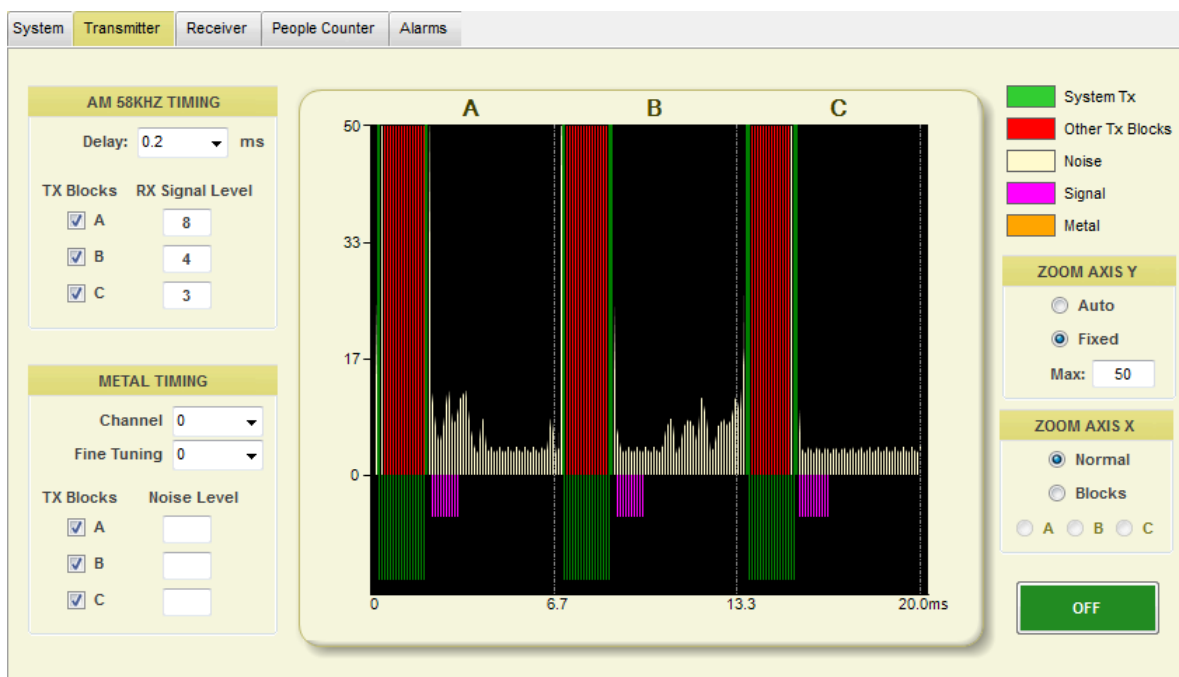 System Transmitter Receiver People Counter Alarms
AM 58KHZ TIMING
Delay: 0.2 ms
TX Blocks RX Signal Level
A 8
B 4
C 3
METAL TIMING
Channel 0
Fine Tuning 0
TX Blocks Noise Level
A
B
C
A B C
50
33
17
0
0 6.7 13.3 20.0ms
System Tx
Other Tx Blocks
Noise
Signal
Metal
ZOOM AXIS Y
Auto
Fixed
Max: 50
ZOOM AXIS X
Normal
Blocks
A B C
OFF